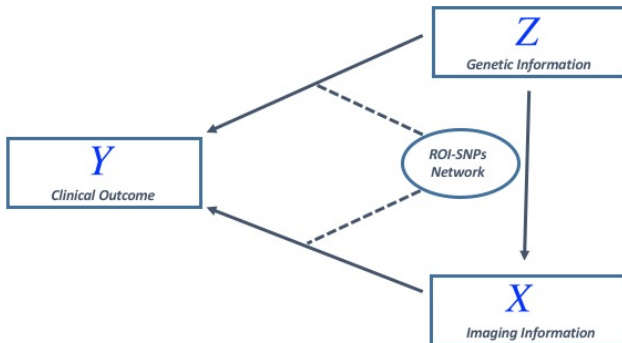 Z
Genetic Information
Y
Clinical Outcome
ROI-SNPs
Network
X
Imaging Information